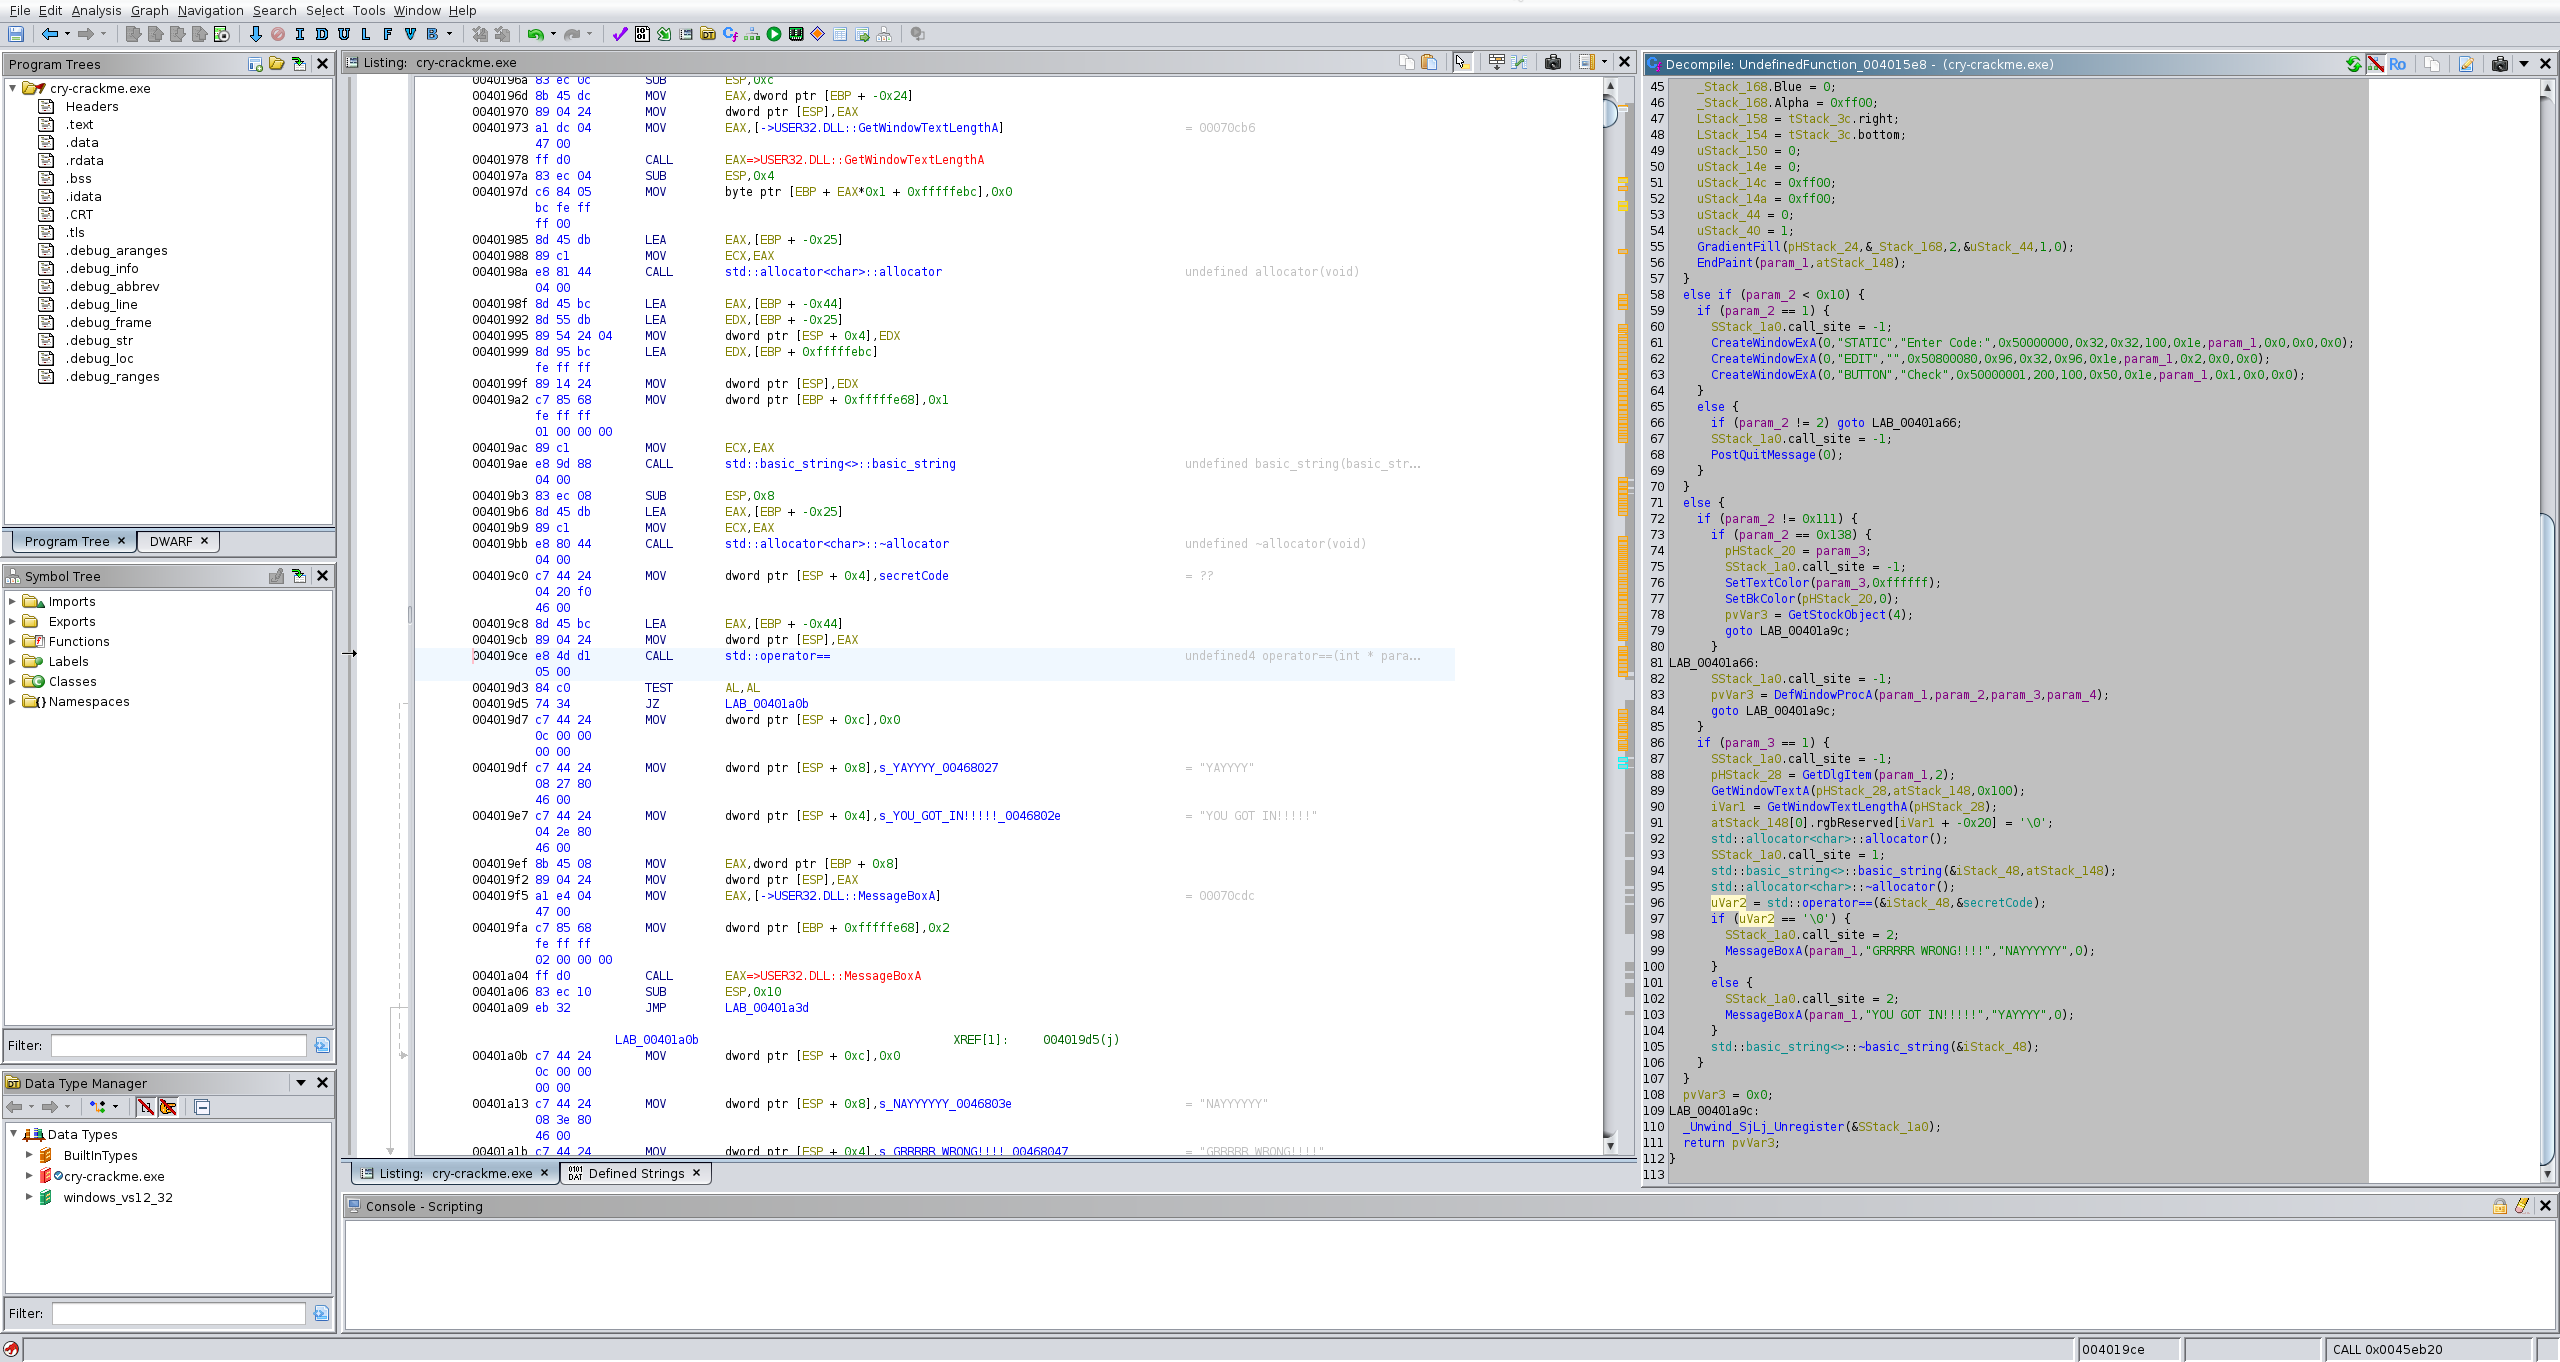 File Edit Analysis Graph Navigation Search Select Tools Window Help
I D U L F V B
Program Trees
cry-crackme.exe
Headers
.text
.data
.rdata
.bss
.idata
.CRT
.tls
.debug_aranges
.debug_info
.debug_abbrev
.debug_line
.debug_frame
.debug_str
.debug_loc
.debug_ranges
Program Tree
DWARF
Symbol Tree
Imports
Exports
Functions
Labels
Classes
Namespaces
Filter:
Data Type Manager
Data Types
BuiltInTypes
cry-crackme.exe
windows_vs12_32
Filter:
Listing: cry-crackme.exe
0040196a 83 ec 0c SUB ESP,0xc
0040196d 8b 45 dc MOV EAX,dword ptr [EBP + -0x24]
00401970 89 04 24 MOV dword ptr [ESP],EAX
00401973 a1 dc 04 MOV EAX,[->USER32.DLL::GetWindowTextLengthA] = 00070cb6
47 00
00401978 ff d0 CALL EAX=>USER32.DLL::GetWindowTextLengthA
0040197a 83 ec 04 SUB ESP,0x4
0040197d c6 84 05 MOV byte ptr [EBP + EAX*0x1 + 0xfffffebc],0x0
bc fe ff
ff 00
00401985 8d 45 db LEA EAX,[EBP + -0x25]
00401988 89 c1 MOV ECX,EAX
0040198a e8 81 44 CALL std::allocator<char>::allocator undefined allocator(void)
04 00
0040198f 8d 45 bc LEA EAX,[EBP + -0x44]
00401992 8d 55 db LEA EDX,[EBP + -0x25]
00401995 89 54 24 04 MOV dword ptr [ESP + 0x4],EDX
00401999 8d 95 bc LEA EDX,[EBP + 0xfffffebc]
fe ff ff
0040199f 89 14 24 MOV dword ptr [ESP],EDX
004019a2 c7 85 68 MOV dword ptr [EBP + 0xfffffe68],0x1
fe ff ff
01 00 00 00
004019ac 89 c1 MOV ECX,EAX
004019ae e8 9d 88 CALL std::basic_string<>::basic_string undefined basic_string(basic_str...
04 00
004019b3 83 ec 08 SUB ESP,0x8
004019b6 8d 45 db LEA EAX,[EBP + -0x25]
004019b9 89 c1 MOV ECX,EAX
004019bb e8 80 44 CALL std::allocator<char>::~allocator undefined ~allocator(void)
04 00
004019c0 c7 44 24 MOV dword ptr [ESP + 0x4],secretCode = ??
04 20 f0
46 00
004019c8 8d 45 bc LEA EAX,[EBP + -0x44]
004019cb 89 04 24 MOV dword ptr [ESP],EAX
004019ce e8 4d d1 CALL std::operator== undefined4 operator==(int * para...
05 00
004019d3 84 c0 TEST AL,AL
004019d5 74 34 JZ LAB_00401a0b
004019d7 c7 44 24 MOV dword ptr [ESP + 0xc],0x0
0c 00 00
00 00
004019df c7 44 24 MOV dword ptr [ESP + 0x8],s_YAYYYY_00468027 = "YAYYYY"
08 27 80
46 00
004019e7 c7 44 24 MOV dword ptr [ESP + 0x4],s_YOU_GOT_IN!!!!!_0046802e = "YOU GOT IN!!!!!"
04 2e 80
46 00
004019ef 8b 45 08 MOV EAX,dword ptr [EBP + 0x8]
004019f2 89 04 24 MOV dword ptr [ESP],EAX
004019f5 a1 e4 04 MOV EAX,[->USER32.DLL::MessageBoxA] = 00070cdc
47 00
004019fa c7 85 68 MOV dword ptr [EBP + 0xfffffe68],0x2
fe ff ff
02 00 00 00
00401a04 ff d0 CALL EAX=>USER32.DLL::MessageBoxA
00401a06 83 ec 10 SUB ESP,0x10
00401a09 eb 32 JMP LAB_00401a3d
LAB_00401a0b XREF[1]: 004019d5(j)
00401a0b c7 44 24 MOV dword ptr [ESP + 0xc],0x0
0c 00 00
00 00
00401a13 c7 44 24 MOV dword ptr [ESP + 0x8],s_NAYYYYYY_0046803e = "NAYYYYYY"
08 3e 80
46 00
00401a1b c7 44 24 MOV dword ptr [ESP + 0x4],s_GRRRRR_WRONG!!!!_00468047 = "GRRRRR WRONG!!!!"
Listing: cry-crackme.exe
Defined Strings
Console - Scripting
Decompile: UndefinedFunction_004015e8 - (cry-crackme.exe)
Ro
45 _Stack_168.Blue = 0;
46 _Stack_168.Alpha = 0xff00;
47 LStack_158 = tStack_3c.right;
48 LStack_154 = tStack_3c.bottom;
49 uStack_150 = 0;
50 uStack_14e = 0;
51 uStack_14c = 0xff00;
52 uStack_14a = 0xff00;
53 uStack_44 = 0;
54 uStack_40 = 1;
55 GradientFill(pHStack_24,&_Stack_168,2,&uStack_44,1,0);
56 EndPaint(param_1,atStack_148);
57 }
58 else if (param_2 < 0x10) {
59 if (param_2 == 1) {
60 SStack_1a0.call_site = -1;
61 CreateWindowExA(0,"STATIC","Enter Code:",0x50000000,0x32,0x32,100,0x1e,param_1,0x0,0x0,0x0);
62 CreateWindowExA(0,"EDIT","",0x50800080,0x96,0x32,0x96,0x1e,param_1,0x2,0x0,0x0);
63 CreateWindowExA(0,"BUTTON","Check",0x50000001,200,100,0x50,0x1e,param_1,0x1,0x0,0x0);
64 }
65 else {
66 if (param_2 != 2) goto LAB_00401a66;
67 SStack_1a0.call_site = -1;
68 PostQuitMessage(0);
69 }
70 }
71 else {
72 if (param_2 != 0x111) {
73 if (param_2 == 0x138) {
74 pHStack_20 = param_3;
75 SStack_1a0.call_site = -1;
76 SetTextColor(param_3,0xffffff);
77 SetBkColor(pHStack_20,0);
78 pvVar3 = GetStockObject(4);
79 goto LAB_00401a9c;
80 }
81 LAB_00401a66:
82 SStack_1a0.call_site = -1;
83 pvVar3 = DefWindowProcA(param_1,param_2,param_3,param_4);
84 goto LAB_00401a9c;
85 }
86 if (param_3 == 1) {
87 SStack_1a0.call_site = -1;
88 pHStack_28 = GetDlgItem(param_1,2);
89 GetWindowTextA(pHStack_28,atStack_148,0x100);
90 iVar1 = GetWindowTextLengthA(pHStack_28);
91 atStack_148[0].rgbReserved[iVar1 + -0x20] = '\0';
92 std::allocator<char>::allocator();
93 SStack_1a0.call_site = 1;
94 std::basic_string<>::basic_string(&iStack_48,atStack_148);
95 std::allocator<char>::~allocator();
96 uVar2 = std::operator==(&iStack_48,&secretCode);
97 if (uVar2 == '\0') {
98 SStack_1a0.call_site = 2;
99 MessageBoxA(param_1,"GRRRRR WRONG!!!!","NAYYYYYY",0);
100 }
101 else {
102 SStack_1a0.call_site = 2;
103 MessageBoxA(param_1,"YOU GOT IN!!!!!","YAYYYY",0);
104 }
105 std::basic_string<>::~basic_string(&iStack_48);
106 }
107 }
108 pvVar3 = 0x0;
109 LAB_00401a9c:
110 _Unwind_SjLj_Unregister(&SStack_1a0);
111 return pvVar3;
112 }
113
004019ce
CALL 0x0045eb20